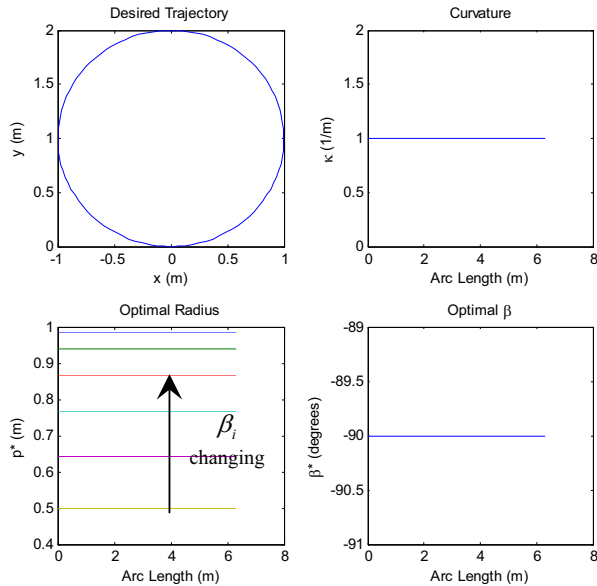 Desired Trajectory
2
1.5
1
0.5
0
y (m)
-1 -0.5 0 0.5 1
x (m)
Curvature
2
1.5
1
0.5
0
κ (1/m)
0 2 4 6 8
Arc Length (m)
Optimal Radius
1
0.9
0.8
0.7
0.6
0.5
0.4
p* (m)
βi
changing
0 2 4 6 8
Arc Length (m)
Optimal β
-89
-89.5
-90
-90.5
-91
β* (degrees)
0 2 4 6 8
Arc Length (m)